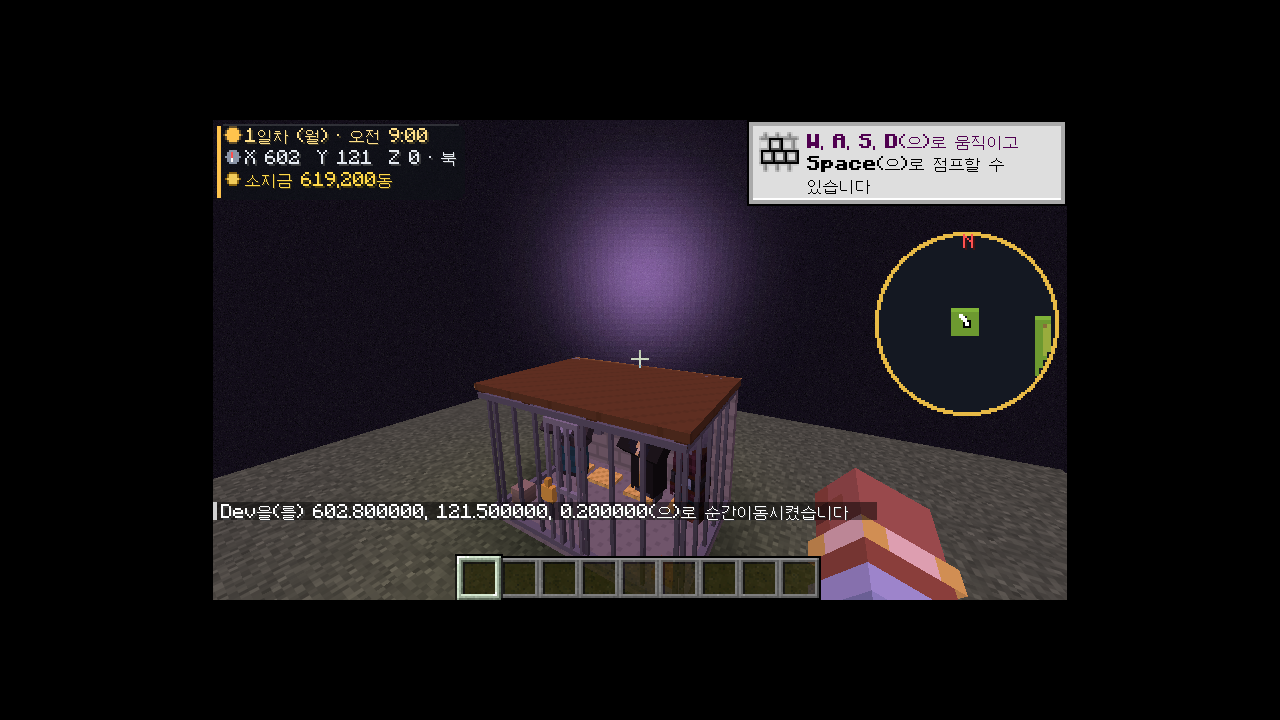 1일차 (월) · 오전 9:00
X 602 Y 121 Z 0 · 북
소지금 619,200동
W, A, S, D(으)로 움직이고
Space(으)로 점프할 수
있습니다
N
Dev을(를) 602.800000, 121.500000, 0.200000(으)로 순간이동시켰습니다